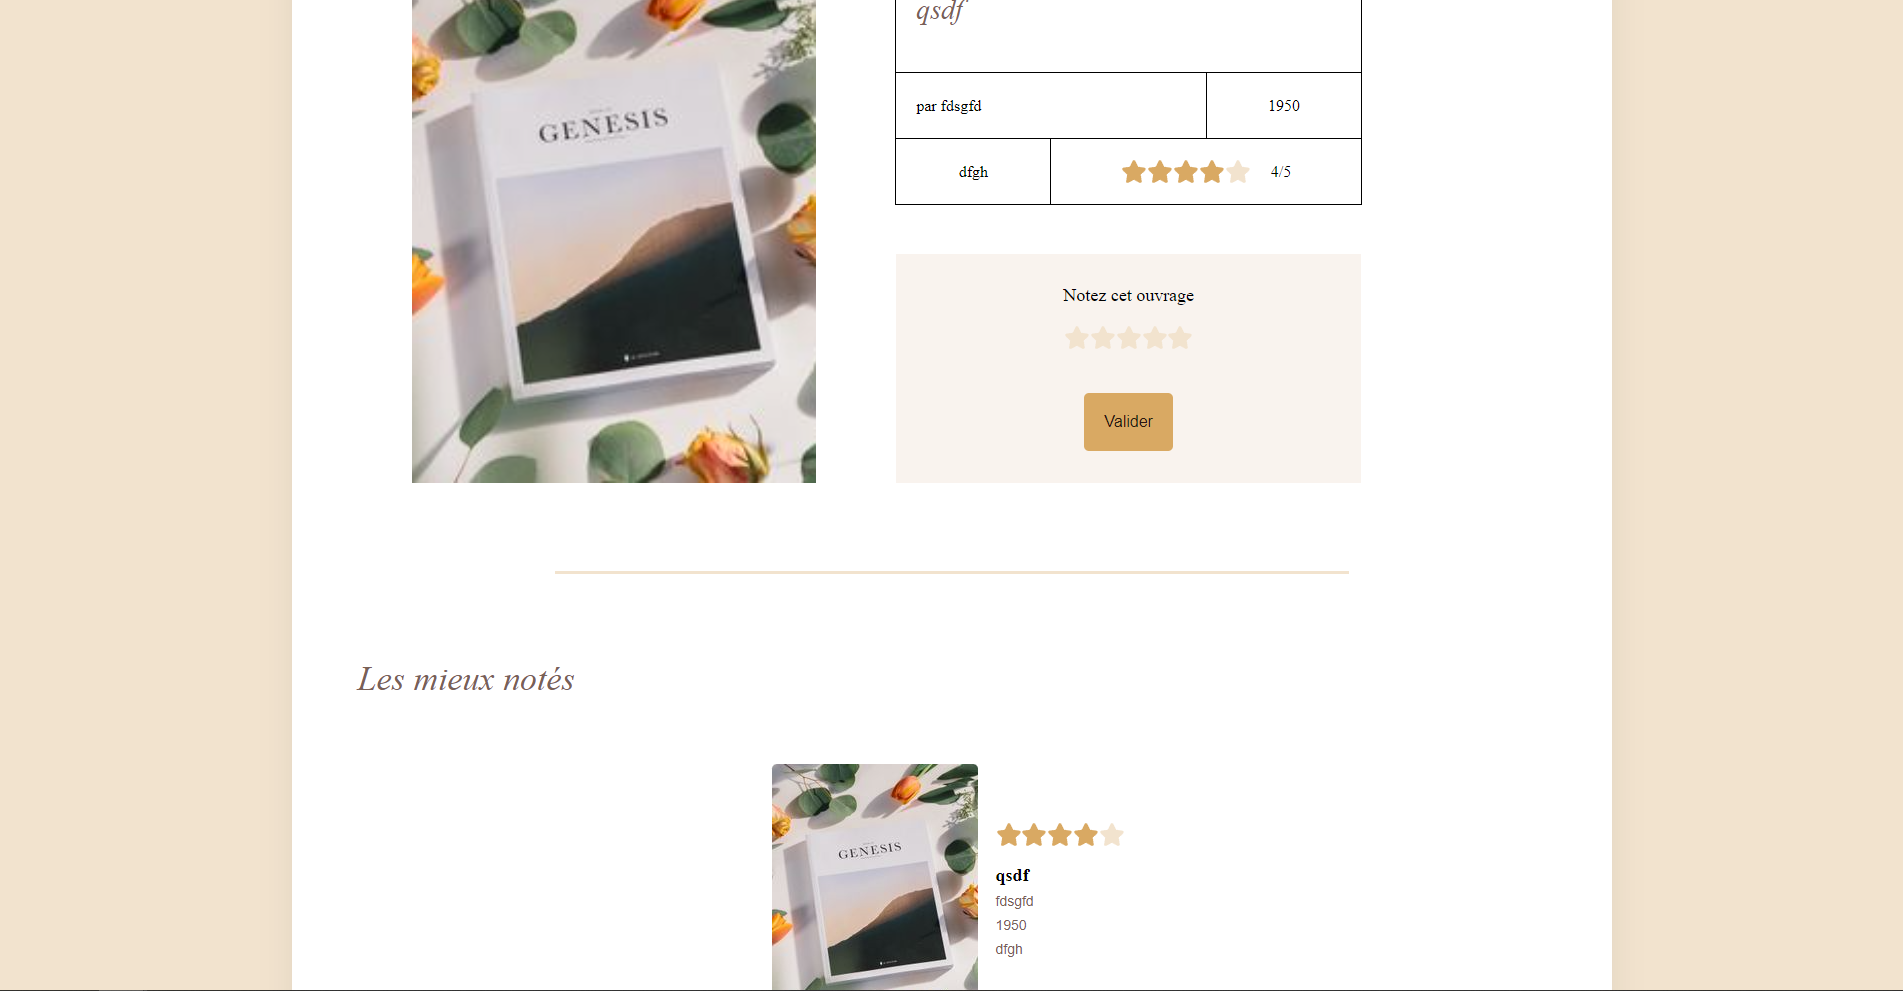 qsdf
par fdsgfd
1950
dfgh
4/5
GENESIS
Notez cet ouvrage
Valider
Les mieux notés
GENESIS
qsdf
fdsgfd
1950
dfgh